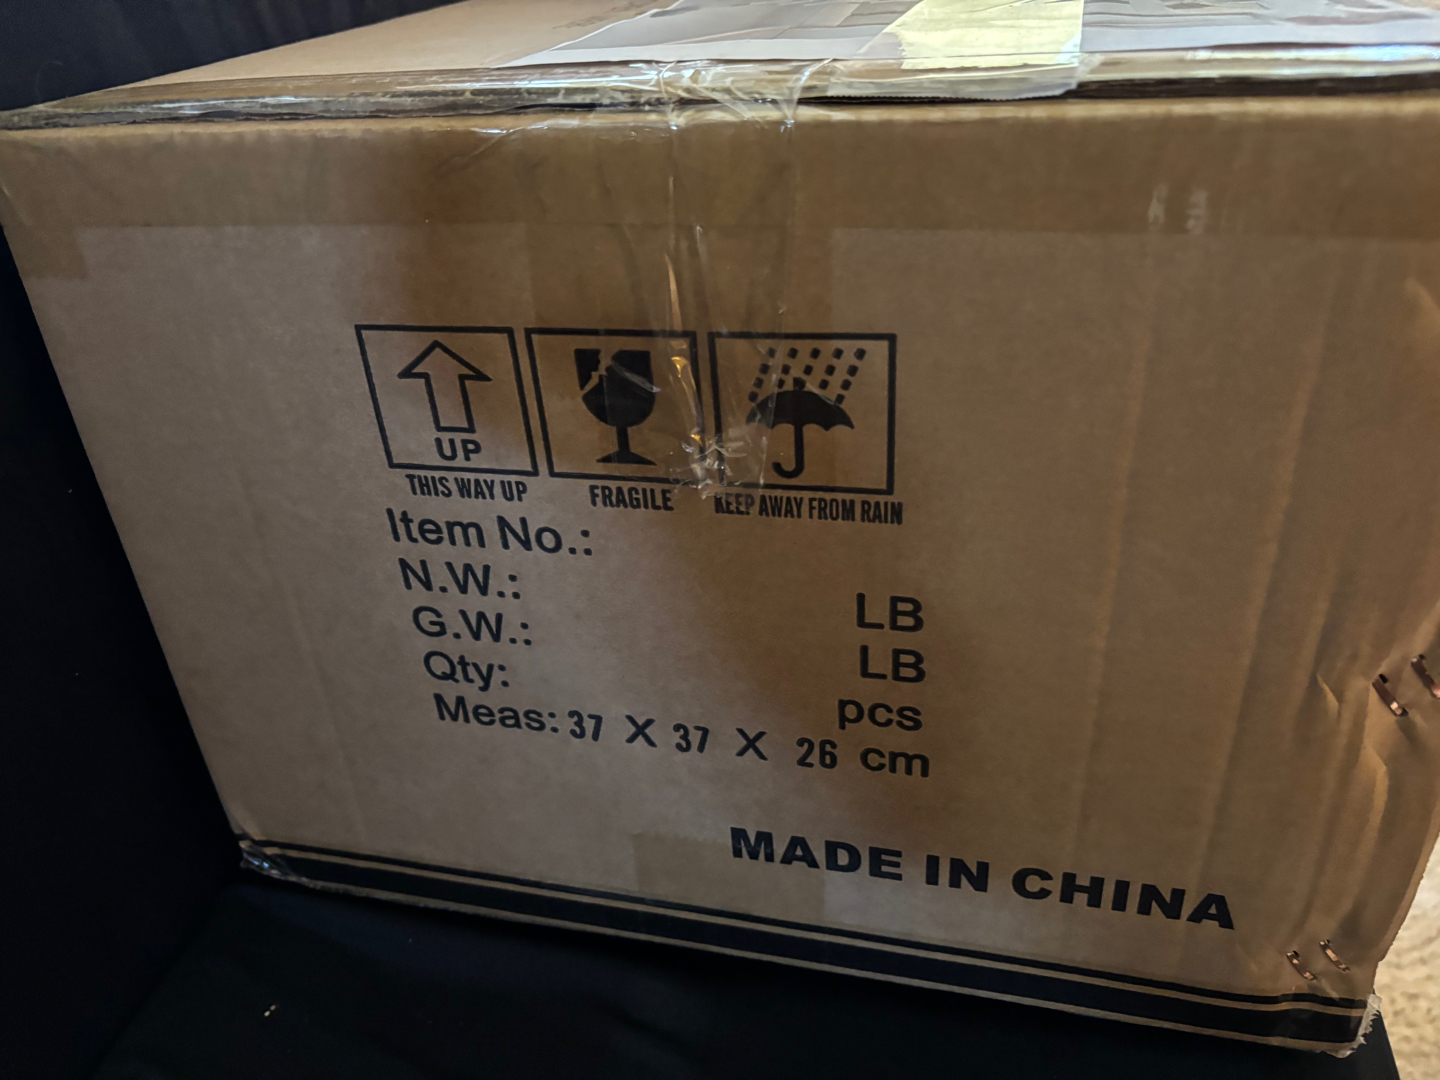 UP
THIS WAY UP FRAGILE KEEP AWAY FROM RAIN
Item No.:
N.W.: LB
G.W.: LB
Qty: pcs
Meas: 37 X 37 X 26 cm
MADE IN CHINA